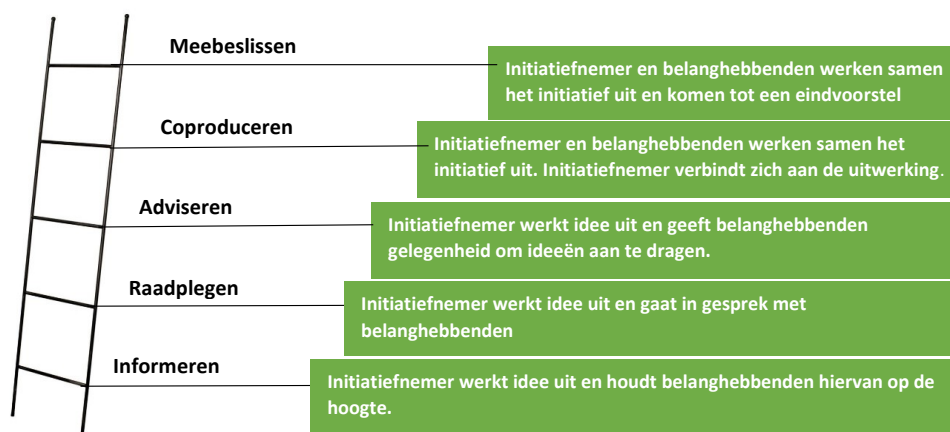 Meebeslissen
Initiatiefnemer en belanghebbenden werken samen
het initiatief uit en komen tot een eindvoorstel
Coproduceren
Initiatiefnemer en belanghebbenden werken samen het
initiatief uit. Initiatiefnemer verbindt zich aan de uitwerking.
Adviseren
Initiatiefnemer werkt idee uit en geeft belanghebbenden
gelegenheid om ideeën aan te dragen.
Raadplegen
Initiatiefnemer werkt idee uit en gaat in gesprek met
belanghebbenden
Informeren
Initiatiefnemer werkt idee uit en houdt belanghebbenden hiervan op de
hoogte.